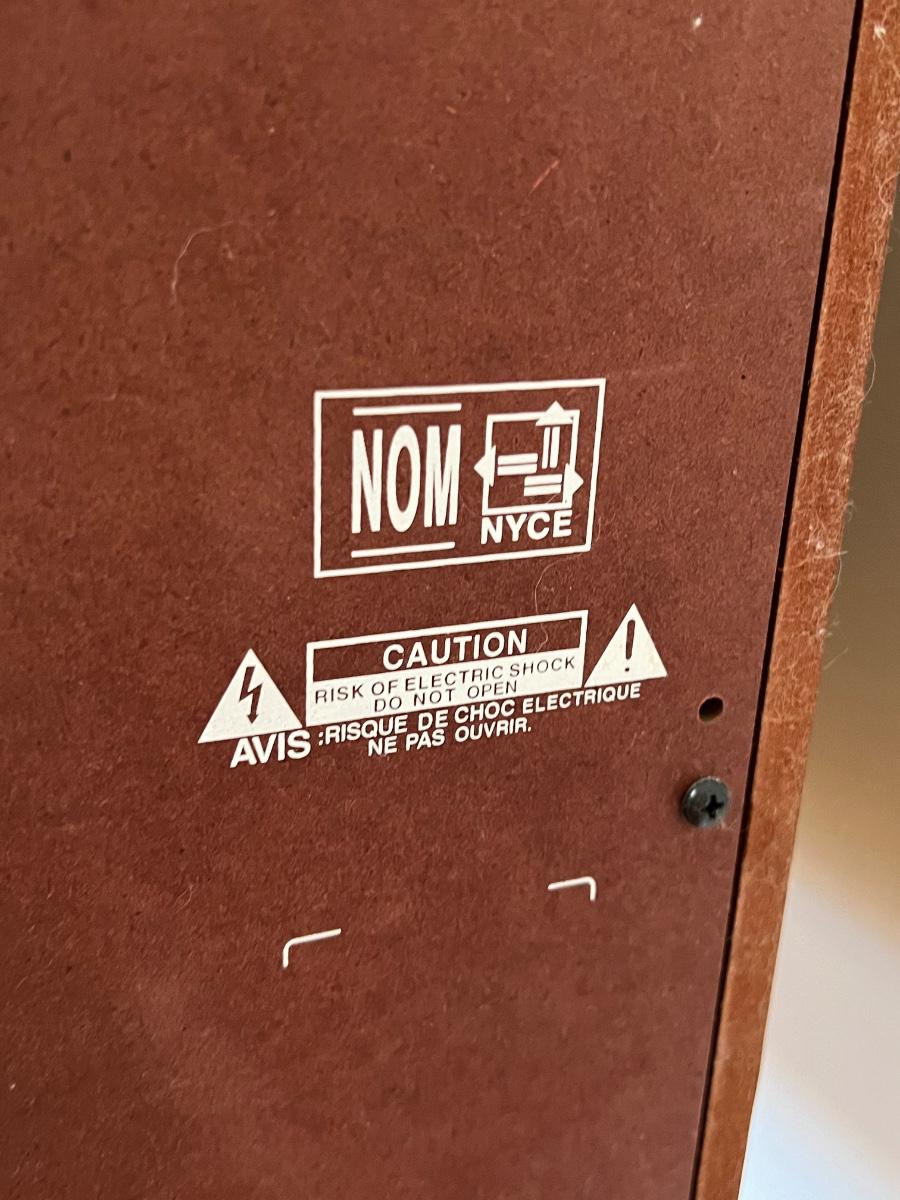 NOM
NYCE
CAUTION
RISK OF ELECTRIC SHOCK
DO NOT OPEN
AVIS :RISQUE DE CHOC ELECTRIQUE
NE PAS OUVRIR.